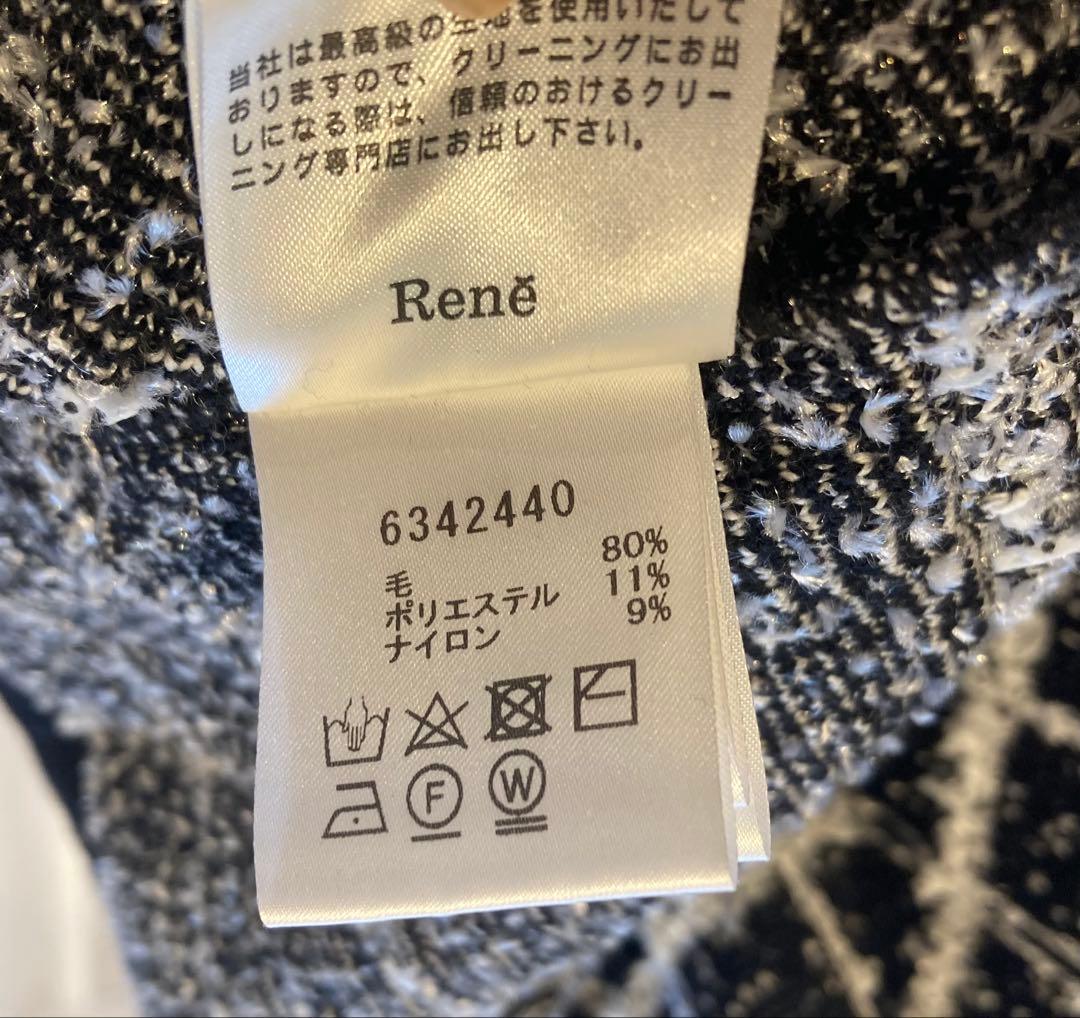 当社は最高級の生地を使用いたして
おりますので、クリーニングにお出
しになる際は、信頼のおけるクリー
ニング専門店にお出し下さい。
Renĕ
6342440
毛 80%
ポリエステル 11%
ナイロン 9%
F W